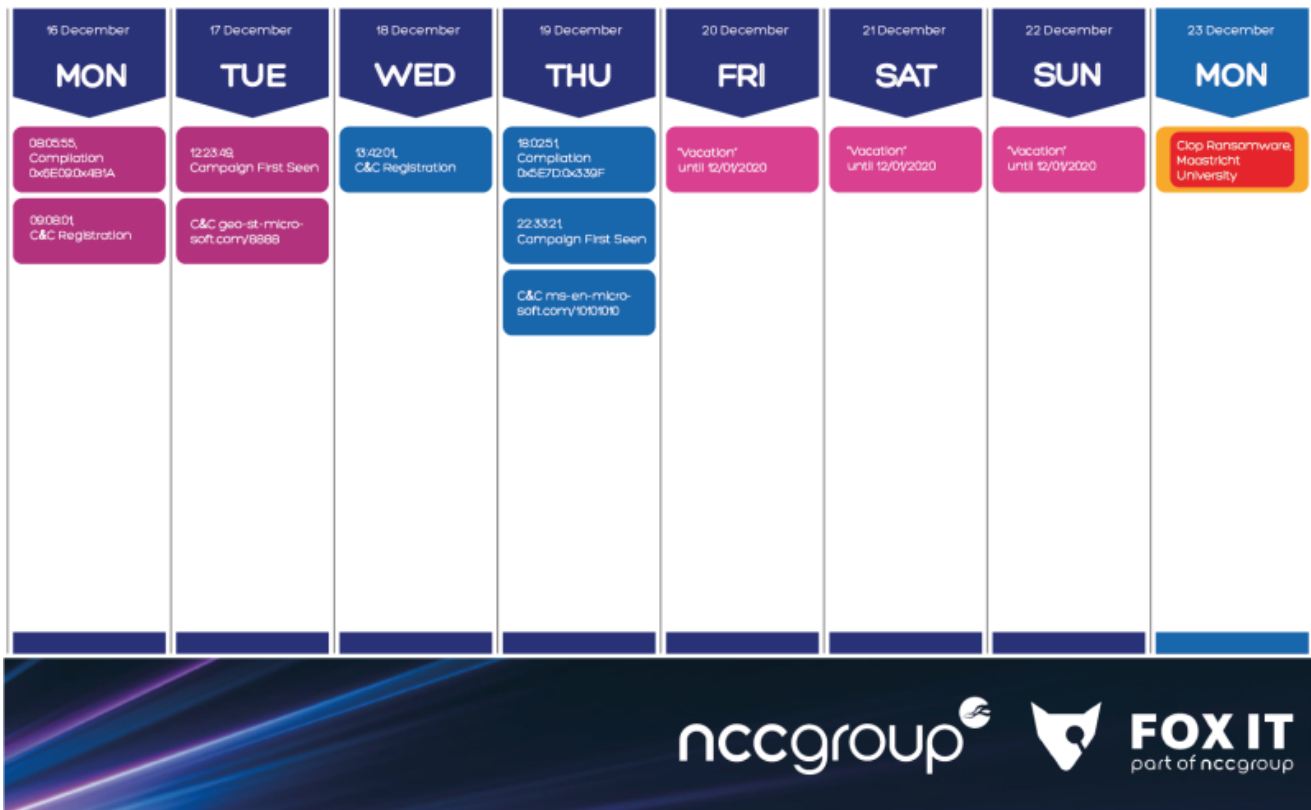 16 December
MON
08:05:55,
Compilation
0x6E09:0x4B1A
09:08:01,
C&C Registration
17 December
TUE
12:23:49,
Campaign First Seen
C&C geo-st-micro-
soft.com/8888
18 December
WED
13:42:01,
C&C Registration
19 December
THU
18:02:51,
Compilation
0x5E7D:0x339F
22:33:21,
Campaign First Seen
C&C ms-en-micro-
soft.com/10101010
20 December
FRI
"Vacation"
until 12/01/2020
21 December
SAT
"Vacation"
until 12/01/2020
22 December
SUN
"Vacation"
until 12/01/2020
23 December
MON
Clop Ransomware,
Maastricht
University
nccgroup
FOX IT
part of nccgroup